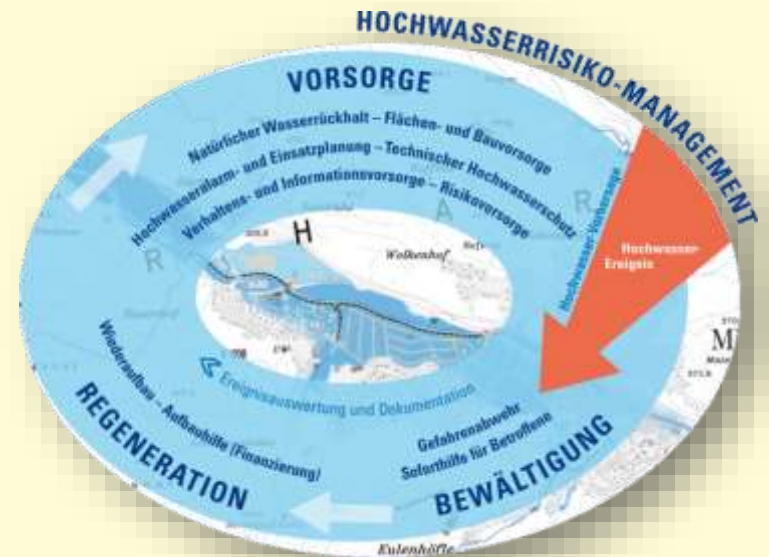 HOCHWASSERRISIKO-MANAGEMENT
VORSORGE
Natürlicher Wasserrückhalt – Flächen- und Bauvorsorge
Hochwasseralarm- und Einsatzplanung – Technischer Hochwasserschutz
Verhaltens- und Informationsvorsorge – Risikovorsorge
Hochwasser-Vorhersage
Hochwasser-
Ereignis
R
A
R
H
Wolkenhof
M
Ereignisauswertung und Dokumentation
Wiederaufbau – Aufbauhilfe (Finanzierung)
REGENERATION
Gefahrenabwehr
Soforthilfe für Betroffene
BEWÄLTIGUNG
Eulenhöfle